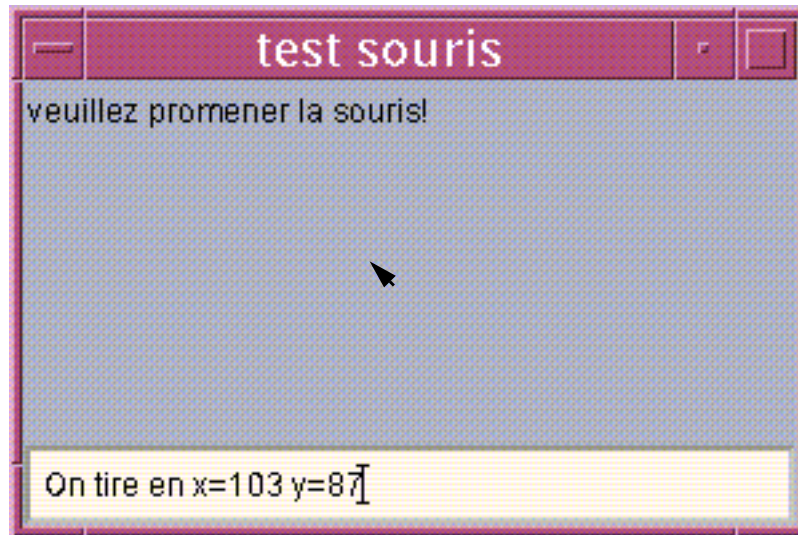 test souris
veuillez promener la souris!
On tire en x=103 y=87